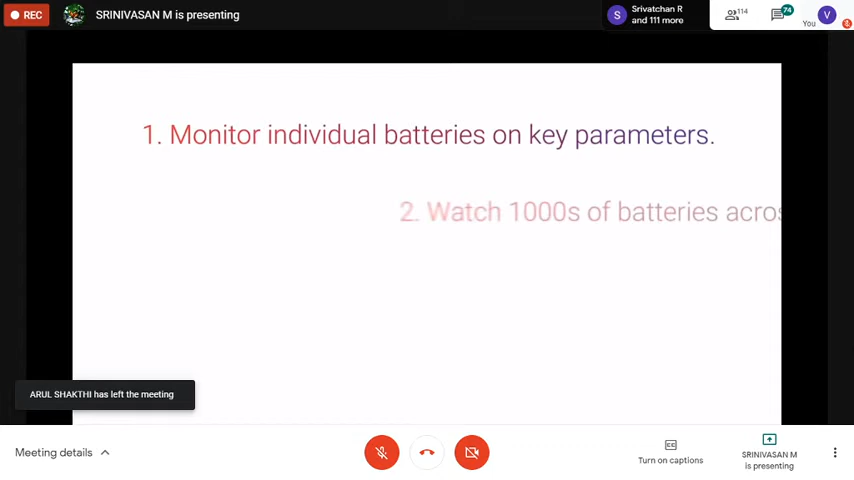 REC
SRINIVASAN M is presenting
S
Srivatchan R
and 111 more
114
74
You
V
1. Monitor individual batteries on key parameters.
2. Watch 1000s of batteries acros
ARUL SHAKTHI has left the meeting
Meeting details
CC
Turn on captions
SRINIVASAN M
is presenting